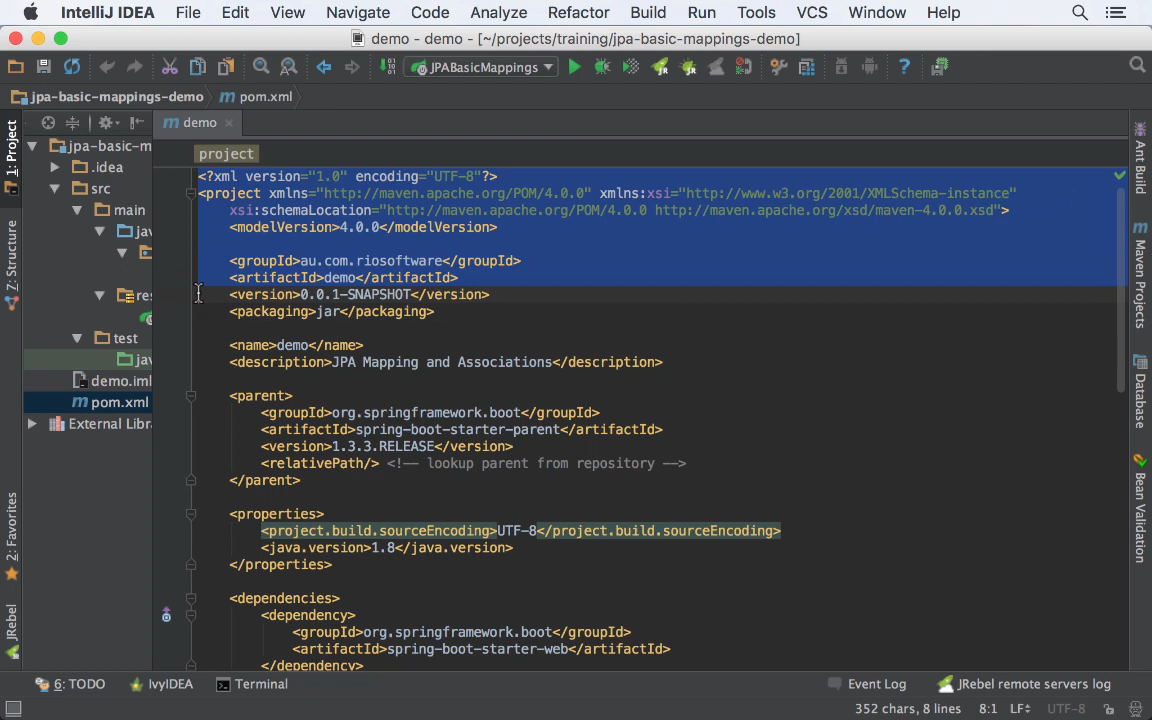 IntelliJ IDEA File Edit View Navigate Code Analyze Refactor Build Run Tools VCS Window Help
demo - demo - [~/projects/training/jpa-basic-mappings-demo]
JPABasicMappings
jpa-basic-mappings-demo pom.xml
1: Project
Z: Structure
2: Favorites
JRebel
jpa-basic-m
.idea
src
main
jav
res
test
jav
demo.iml
pom.xml
External Libra
demo
project
<?xml version="1.0" encoding="UTF-8"?>
<project xmlns="http://maven.apache.org/POM/4.0.0" xmlns:xsi="http://www.w3.org/2001/XMLSchema-instance"
xsi:schemaLocation="http://maven.apache.org/POM/4.0.0 http://maven.apache.org/xsd/maven-4.0.0.xsd">
<modelVersion>4.0.0</modelVersion>
<groupId>au.com.riosoftware</groupId>
<artifactId>demo</artifactId>
<version>0.0.1-SNAPSHOT</version>
<packaging>jar</packaging>
<name>demo</name>
<description>JPA Mapping and Associations</description>
<parent>
<groupId>org.springframework.boot</groupId>
<artifactId>spring-boot-starter-parent</artifactId>
<version>1.3.3.RELEASE</version>
<relativePath/> <!-- lookup parent from repository -->
</parent>
<properties>
<project.build.sourceEncoding>UTF-8</project.build.sourceEncoding>
<java.version>1.8</java.version>
</properties>
<dependencies>
<dependency>
<groupId>org.springframework.boot</groupId>
<artifactId>spring-boot-starter-web</artifactId>
</dependency>
Ant Build
Maven Projects
Database
Bean Validation
6: TODO IvyIDEA Terminal Event Log JRebel remote servers log
352 chars, 8 lines 8:1 LF UTF-8